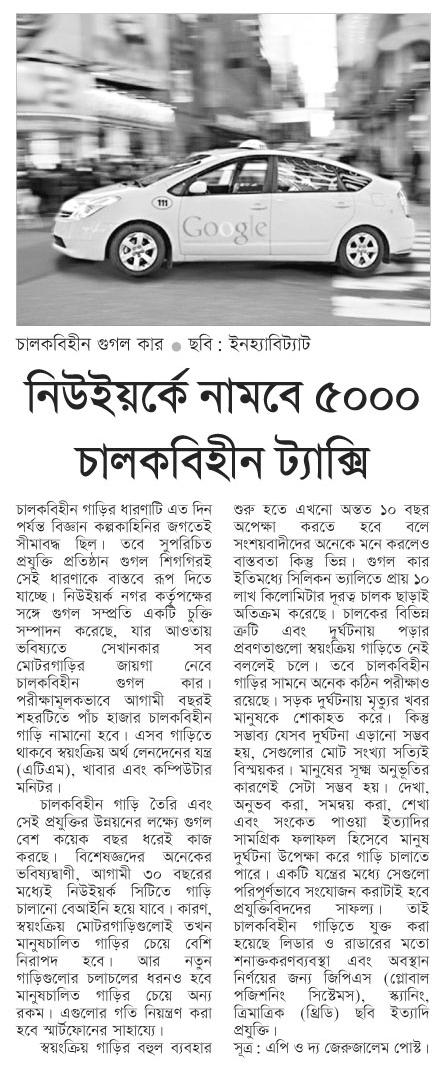 111
Google
চালকবিহীন গুগল কার ● ছবি : ইনহ্যাবিট্যাট
নিউইয়র্কে নামবে ৫০০০
চালকবিহীন ট্যাক্সি
চালকবিহীন গাড়ির ধারণাটি এত দিন
পর্যন্ত বিজ্ঞান কল্পকাহিনির জগতেই
সীমাবদ্ধ ছিল। তবে সুপরিচিত
প্রযুক্তি প্রতিষ্ঠান গুগল শিগগিরই
সেই ধারণাকে বাস্তবে রূপ দিতে
যাচ্ছে। নিউইয়র্ক নগর কর্তৃপক্ষের
সঙ্গে গুগল সম্প্রতি একটি চুক্তি
সম্পাদন করেছে, যার আওতায়
ভবিষ্যতে সেখানকার সব
মোটরগাড়ির জায়গা নেবে
চালকবিহীন গুগল কার।
পরীক্ষামূলকভাবে আগামী বছরই
শহরটিতে পাঁচ হাজার চালকবিহীন
গাড়ি নামানো হবে। এসব গাড়িতে
থাকবে স্বয়ংক্রিয় অর্থ লেনদেনের যন্ত্র
(এটিএম), খাবার এবং কম্পিউটার
মনিটর।
চালকবিহীন গাড়ি তৈরি এবং
সেই প্রযুক্তির উন্নয়নের লক্ষ্যে গুগল
বেশ কয়েক বছর ধরেই কাজ
করছে। বিশেষজ্ঞদের অনেকের
ভবিষ্যদ্বাণী, আগামী ৩০ বছরের
মধ্যেই নিউইয়র্ক সিটিতে গাড়ি
চালানো বেআইনি হয়ে যাবে। কারণ,
স্বয়ংক্রিয় মোটরগাড়িগুলোই তখন
মানুষচালিত গাড়ির চেয়ে বেশি
নিরাপদ হবে। আর নতুন
গাড়িগুলোর চলাচলের ধরনও হবে
মানুষচালিত গাড়ির চেয়ে অন্য
রকম। এগুলোর গতি নিয়ন্ত্রণ করা
হবে স্মার্টফোনের সাহায্যে।
স্বয়ংক্রিয় গাড়ির বহুল ব্যবহার
শুরু হতে এখনো অন্তত ১০ বছর
অপেক্ষা করতে হবে বলে
সংশয়বাদীদের অনেকে মনে করলেও
বাস্তবতা কিন্তু ভিন্ন। গুগল কার
ইতিমধ্যে সিলিকন ভ্যালিতে প্রায় ১০
লাখ কিলোমিটার দূরত্ব চালক ছাড়াই
অতিক্রম করেছে। চালকের বিভিন্ন
ত্রুটি এবং দুর্ঘটনায় পড়ার
প্রবণতাগুলো স্বয়ংক্রিয় গাড়িতে নেই
বললেই চলে। তবে চালকবিহীন
গাড়ির সামনে অনেক কঠিন পরীক্ষাও
রয়েছে। সড়ক দুর্ঘটনায় মৃত্যুর খবর
মানুষকে শোকাহত করে। কিন্তু
সম্ভাব্য যেসব দুর্ঘটনা এড়ানো সম্ভব
হয়, সেগুলোর মোট সংখ্যা সত্যিই
বিস্ময়কর। মানুষের সূক্ষ্ম অনুভূতির
কারণেই সেটা সম্ভব হয়। দেখা,
অনুভব করা, সমন্বয় করা, শেখা
এবং সংকেত পাওয়া ইত্যাদির
সামগ্রিক ফলাফল হিসেবে মানুষ
দুর্ঘটনা উপেক্ষা করে গাড়ি চালাতে
পারে। একটি যন্ত্রের মধ্যে সেগুলো
পরিপূর্ণভাবে সংযোজন করাটাই হবে
প্রযুক্তিবিদদের সাফল্য। তাই
চালকবিহীন গাড়িতে যুক্ত করা
হয়েছে লিডার ও রাডারের মতো
শনাক্তকরণব্যবস্থা এবং অবস্থান
নির্ণয়ের জন্য জিপিএস (গ্লোবাল
পজিশনিং সিস্টেমস), স্ক্যানিং,
ত্রিমাত্রিক (থ্রিডি) ছবি ইত্যাদি
প্রযুক্তি।
সূত্র : এপি ও দ্য জেরুজালেম পোস্ট।